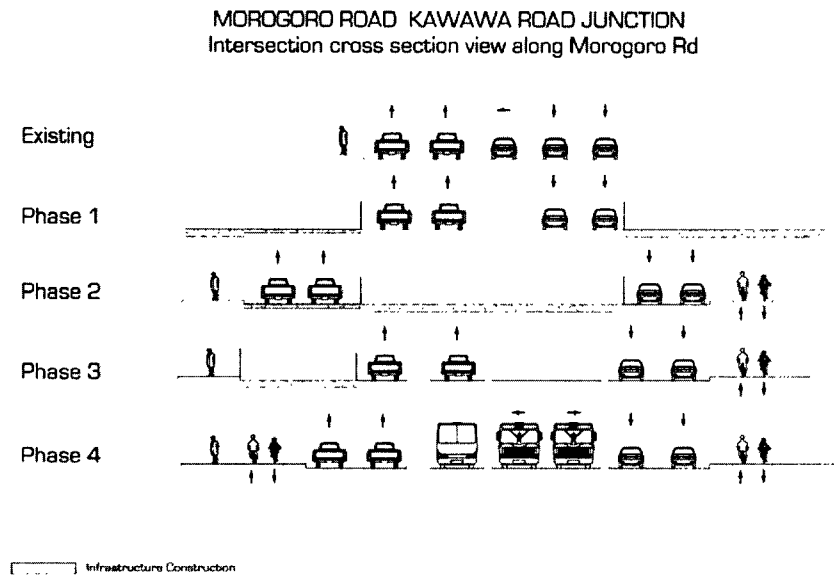 MOROGORO ROAD KAWAWA ROAD JUNCTION
Intersection cross section view along Morogoro Rd
Existing
Phase 1
Phase 2
Phase 3
Phase 4
Infrastructure Construction